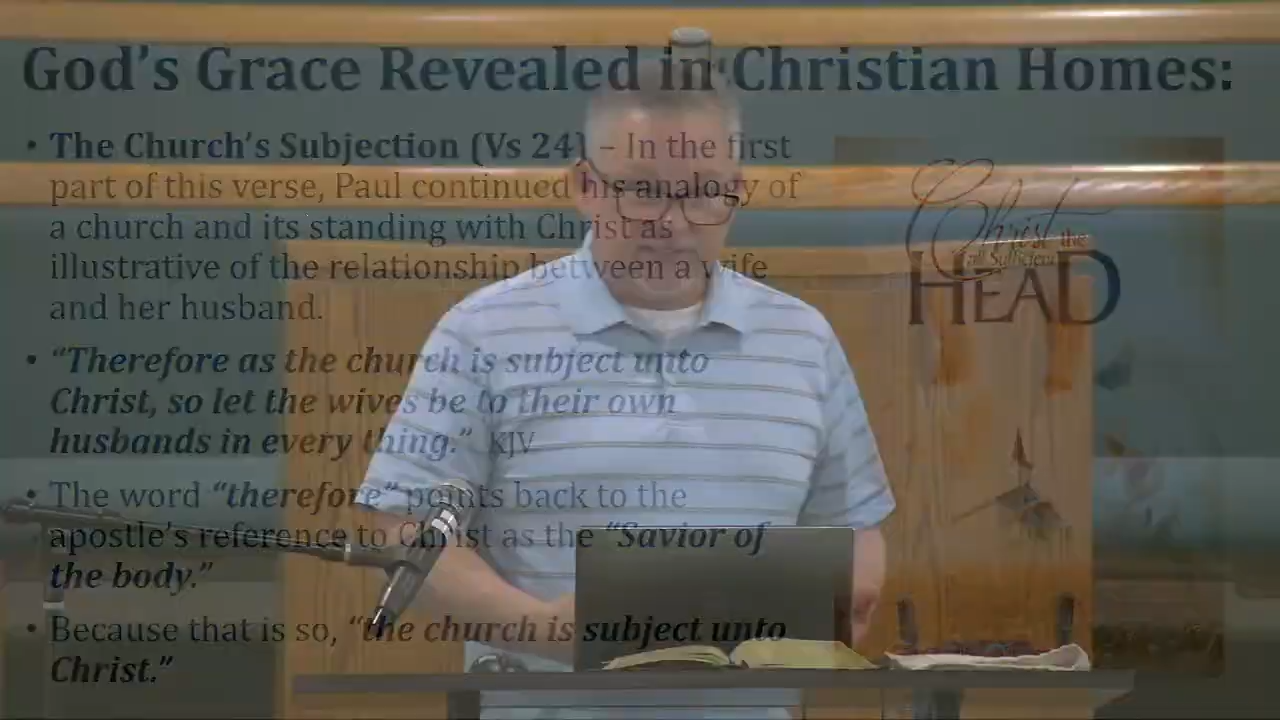 God's Grace Revealed in Christian Homes:
• The Church's Subjection (Vs 24) – In the first
part of this verse, Paul continued his analogy of
a church and its standing with Christ as
illustrative of the relationship between a wife
and her husband.
• “Therefore as the church is subject unto
Christ, so let the wives be to their own
husbands in every thing.” KJV
• The word “therefore” points back to the
apostle's reference to Christ as the “Savior of
the body.”
• Because that is so, “the church is subject unto
Christ.”
Christ the
all Sufficient
HEAD